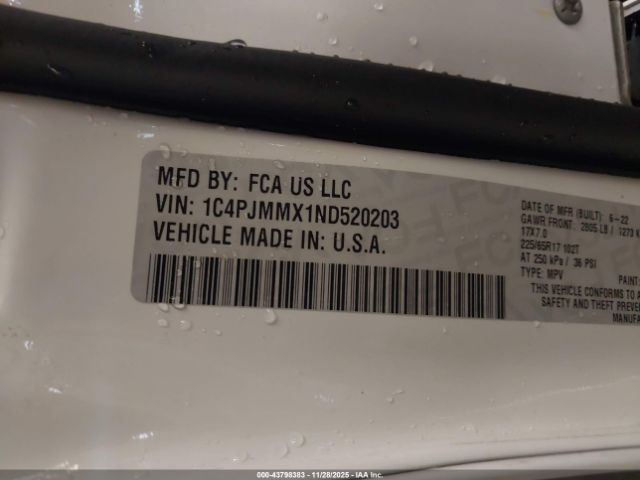 MFD BY: FCA US LLC
VIN: 1C4PJMMX1ND520203
VEHICLE MADE IN: U.S.A.
DATE OF MFR (BUILT): 6-22
GAWR FRONT: 2805 LB / 1273 K
17X7.0
225/65R17 102T
AT 250 kPa / 36 PSI
TYPE: MPV
PAINT:
THIS VEHICLE CONFORMS TO A
SAFETY AND THEFT PREVE
MANUFA
000-43798383 - 11/28/2025 - IAA Inc.